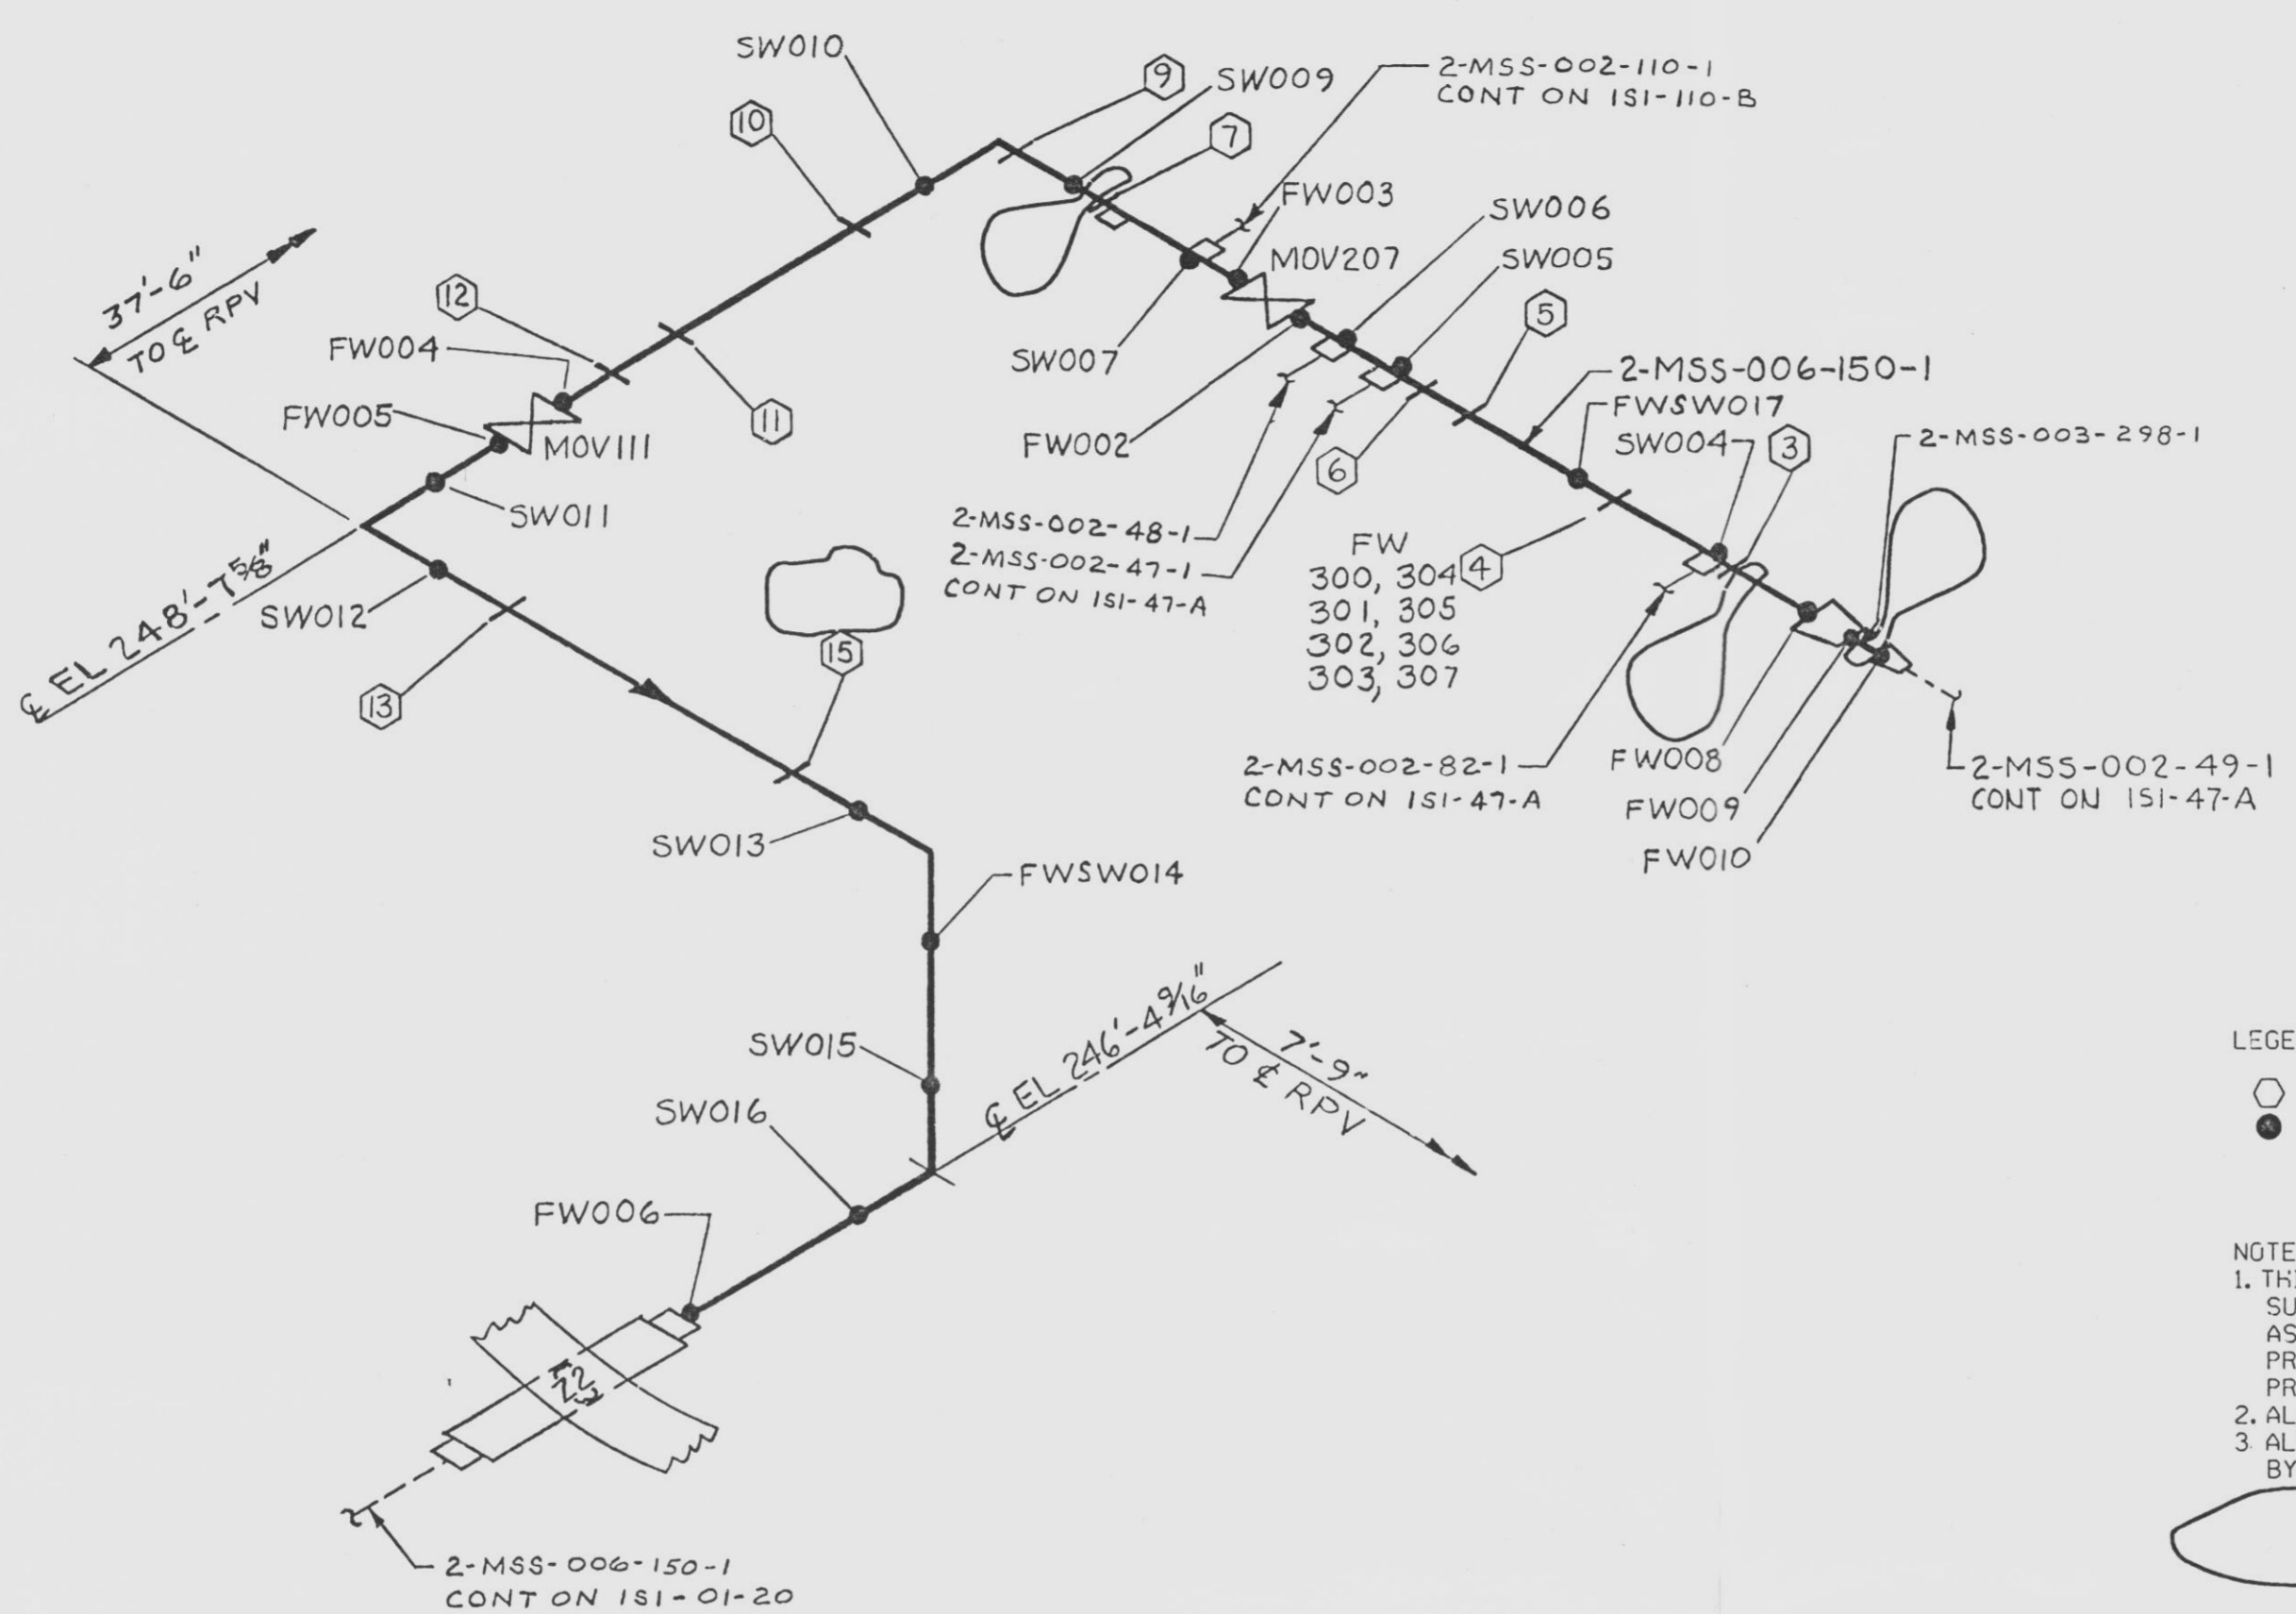 SW010
9
SW009
2-MSS-002-110-1
CONT ON ISI-110-B
10
7
FW003
SW006
MOV207
SW005
37'-6"
TO ℄ RPV
12
5
FW004
SW007
2-MSS-006-150-1
FWSW017
FW005
11
MOV111
FW002
SW004
3
2-MSS-003-298-1
6
SW011
2-MSS-002-48-1
2-MSS-002-47-1
CONT ON ISI-47-A
FW
300, 304
301, 305
302, 306
303, 307
4
℄ EL 248'-7 5/8"
SW012
15
13
2-MSS-002-82-1
CONT ON ISI-47-A
FW008
FW009
FW010
2-MSS-002-49-1
CONT ON ISI-47-A
SW013
FWSW014
SW015
℄ EL 246'-4 9/16"
7'-9"
TO ℄ RPV
SW016
FW006
LEGE
NOTE
1. THI
SU
AS
PR
PR
2. AL
3. AL
BY
2-MSS-006-150-1
CONT ON ISI-01-20